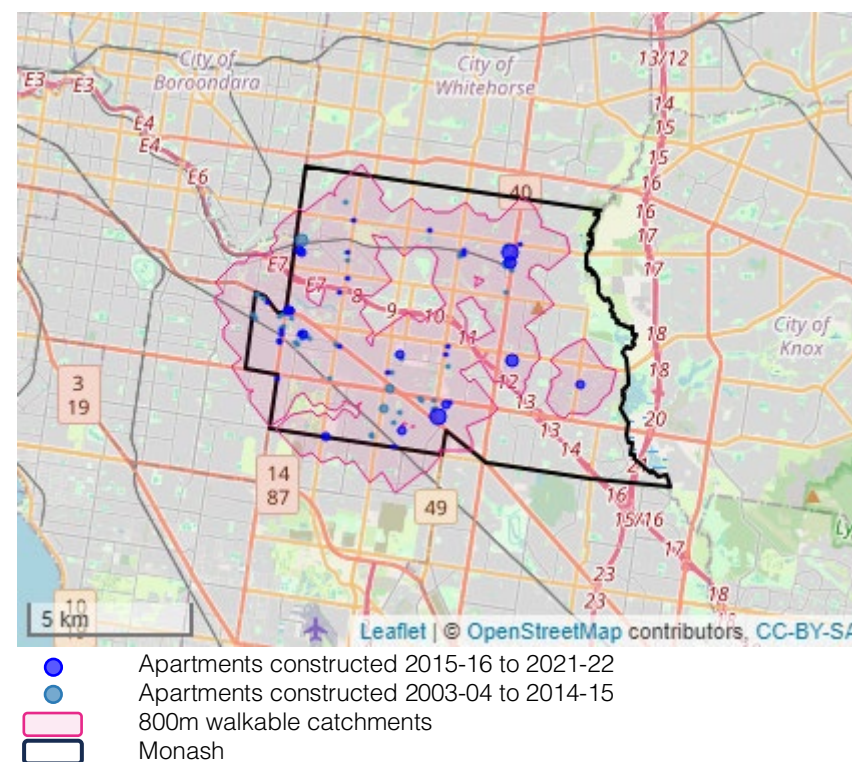 City of
Boroondara
City of
Whitehorse
13/12
E3
E3
14
E4
15
E4
15
E6
16
40
16
17
E7
17
E7
8
9
10
11
18
City of
Knox
3
19
12
18
13
20
13
14
14
87
16
49
15/16
17
23
18
23
10
5 km
Leaflet | © OpenStreetMap contributors, CC-BY-SA
Apartments constructed 2015-16 to 2021-22
Apartments constructed 2003-04 to 2014-15
800m walkable catchments
Monash